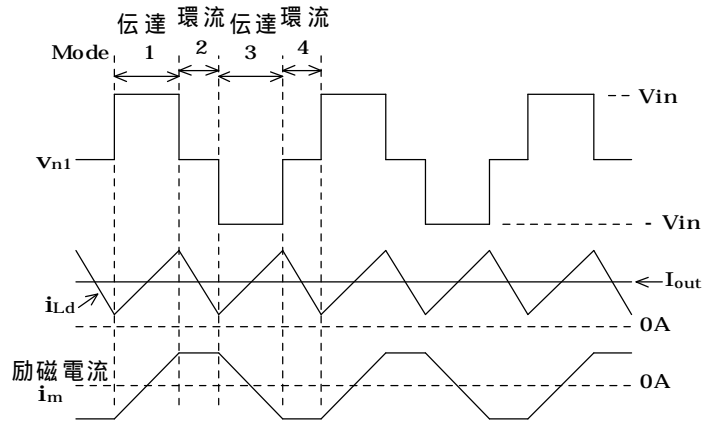 伝達 環流 伝達 環流
Mode 1 2 3 4
Vin
vn1
- Vin
Iout
iLd
0A
励磁電流
im
0A